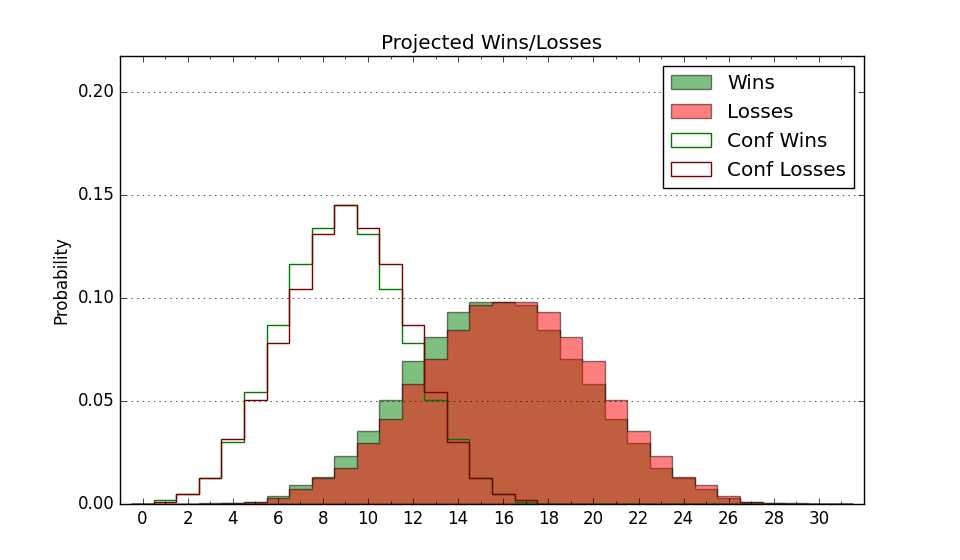 Projected Wins/Losses
Wins
Losses
Conf Wins
Conf Losses
Probability
0.20
0.15
0.10
0.05
0.00
0 2 4 6 8 10 12 14 16 18 20 22 24 26 28 30